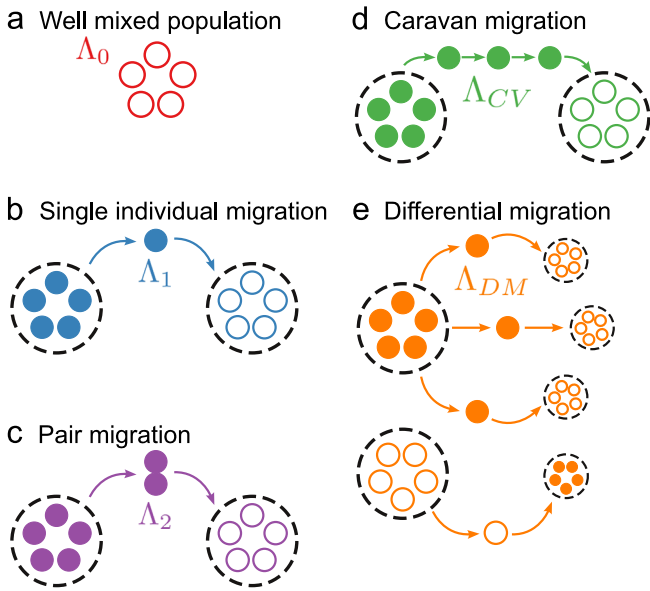 a Well mixed population
Λ0
b Single individual migration
Λ1
c Pair migration
Λ2
d Caravan migration
ΛCV
e Differential migration
ΛDM